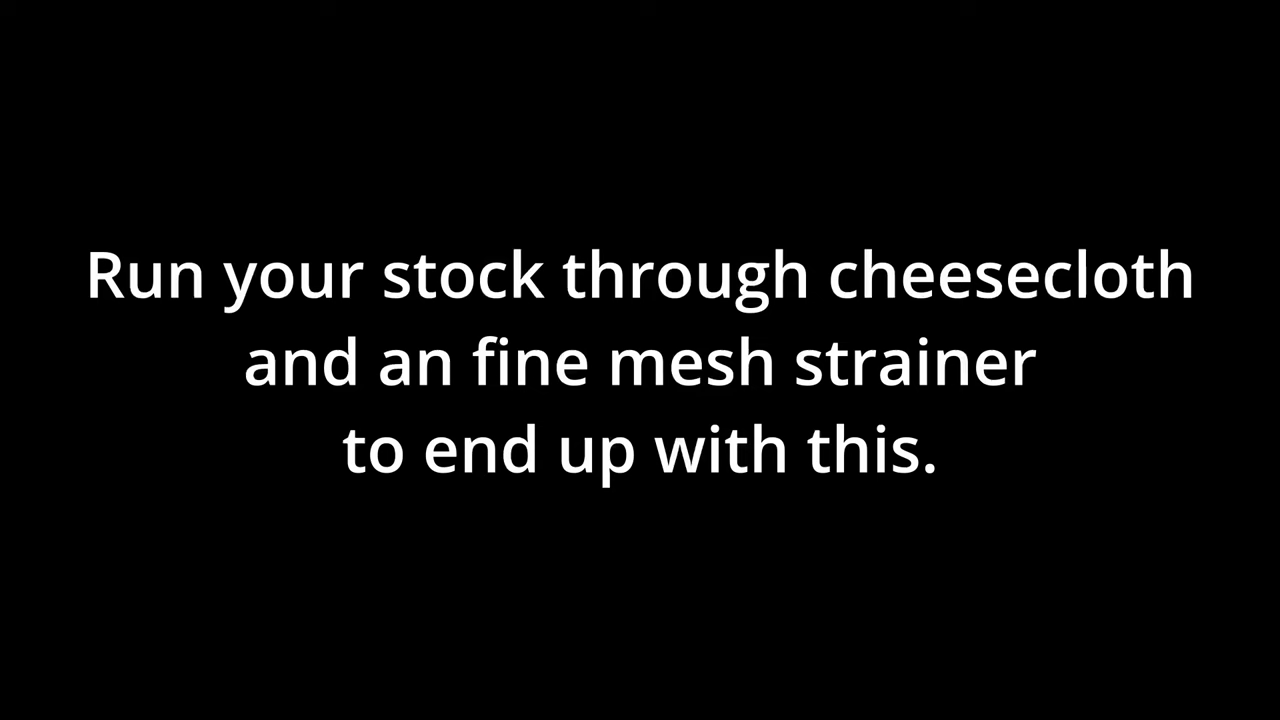 Run your stock through cheesecloth
and an fine mesh strainer
to end up with this.